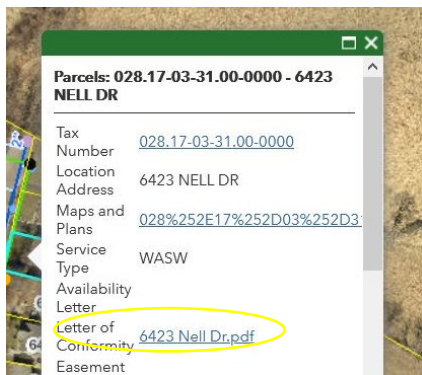 Parcels: 028.17-03-31.00-0000 - 6423
NELL DR
Tax
Number 028.17-03-31.00-0000
Location
Address 6423 NELL DR
Maps and
Plans 028%252E17%252D03%252D3
Service
Type WASW
Availability
Letter
Letter of
Conformity 6423 Nell Dr.pdf
Easement
64